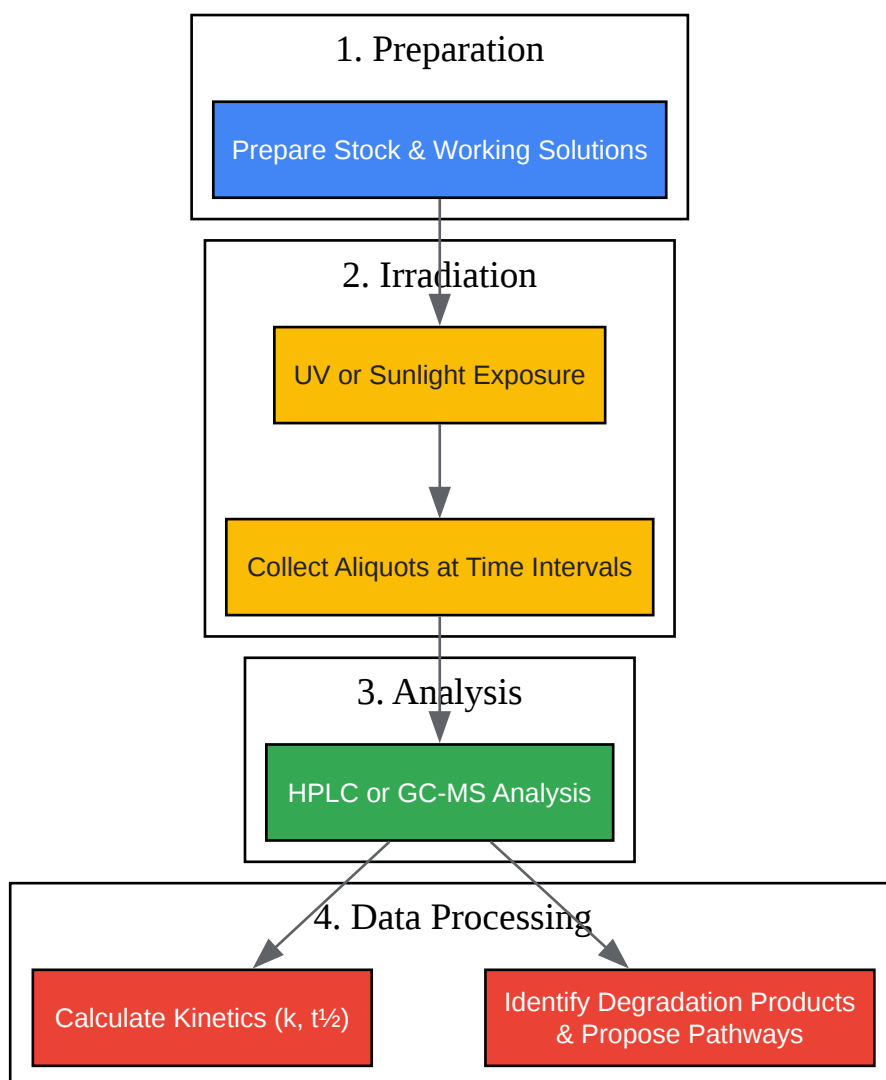 1. Preparation
Prepare Stock & Working Solutions
2. Irradiation
UV or Sunlight Exposure
Collect Aliquots at Time Intervals
3. Analysis
HPLC or GC-MS Analysis
4. Data Processing
Calculate Kinetics (k, t½)
Identify Degradation Products
& Propose Pathways